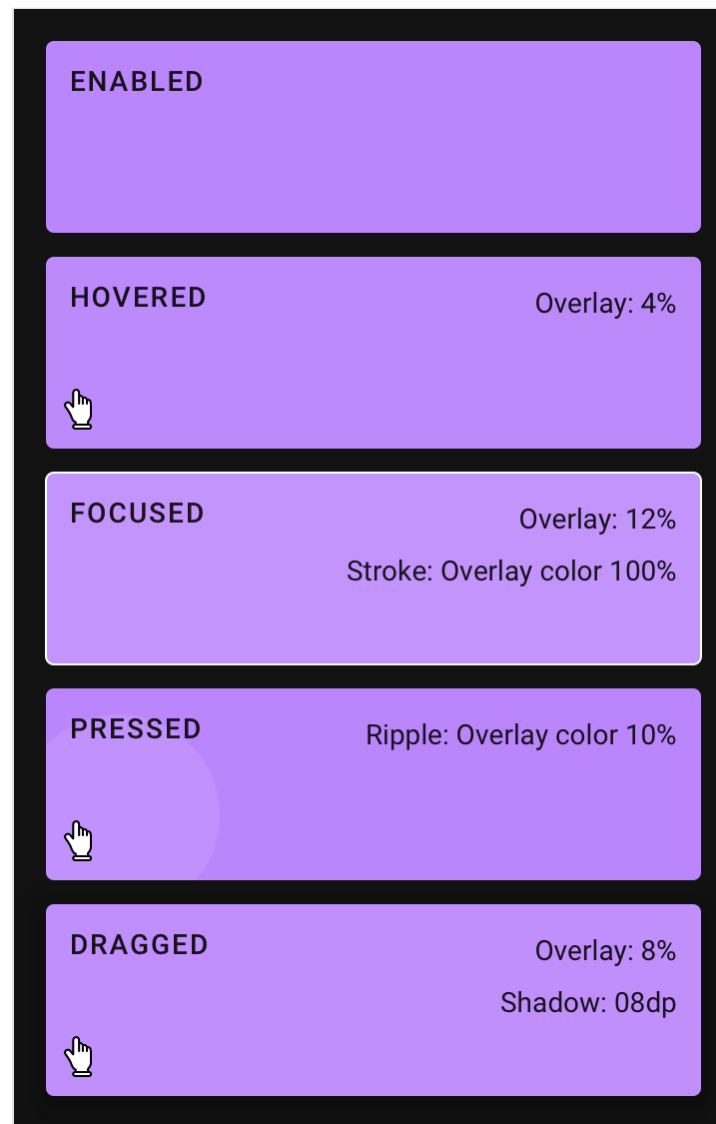 ENABLED
HOVERED
Overlay: 4%
FOCUSED
Overlay: 12%
Stroke: Overlay color 100%
PRESSED
Ripple: Overlay color 10%
DRAGGED
Overlay: 8%
Shadow: 08dp